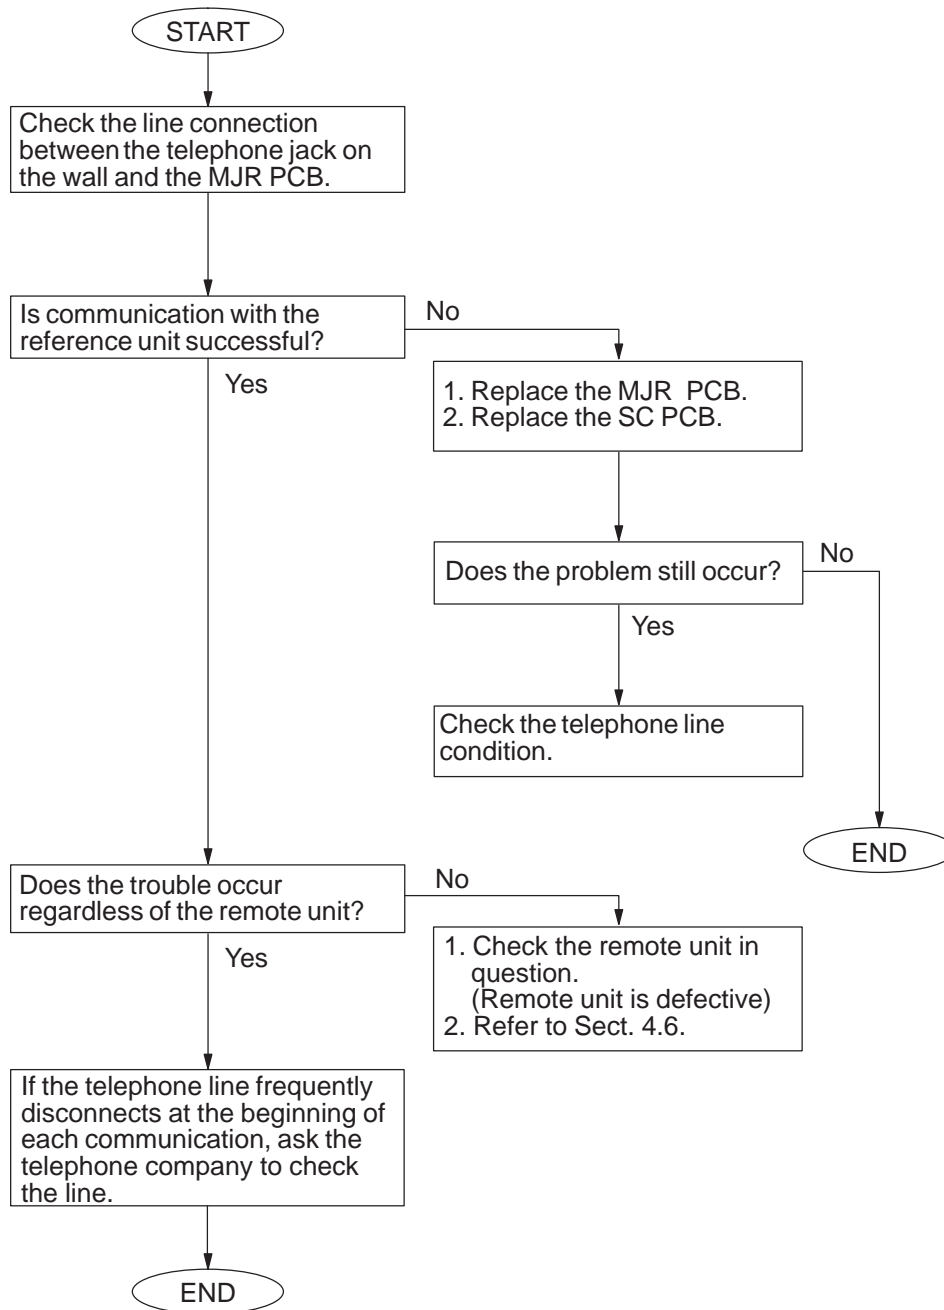 START
Check the line connection
between the telephone jack on
the wall and the MJR PCB.
Is communication with the
reference unit successful?
No
Yes
1. Replace the MJR PCB.
2. Replace the SC PCB.
Does the problem still occur?
No
Yes
Check the telephone line
condition.
END
Does the trouble occur
regardless of the remote unit?
No
Yes
1. Check the remote unit in
question.
(Remote unit is defective)
2. Refer to Sect. 4.6.
If the telephone line frequently
disconnects at the beginning of
each communication, ask the
telephone company to check
the line.
END